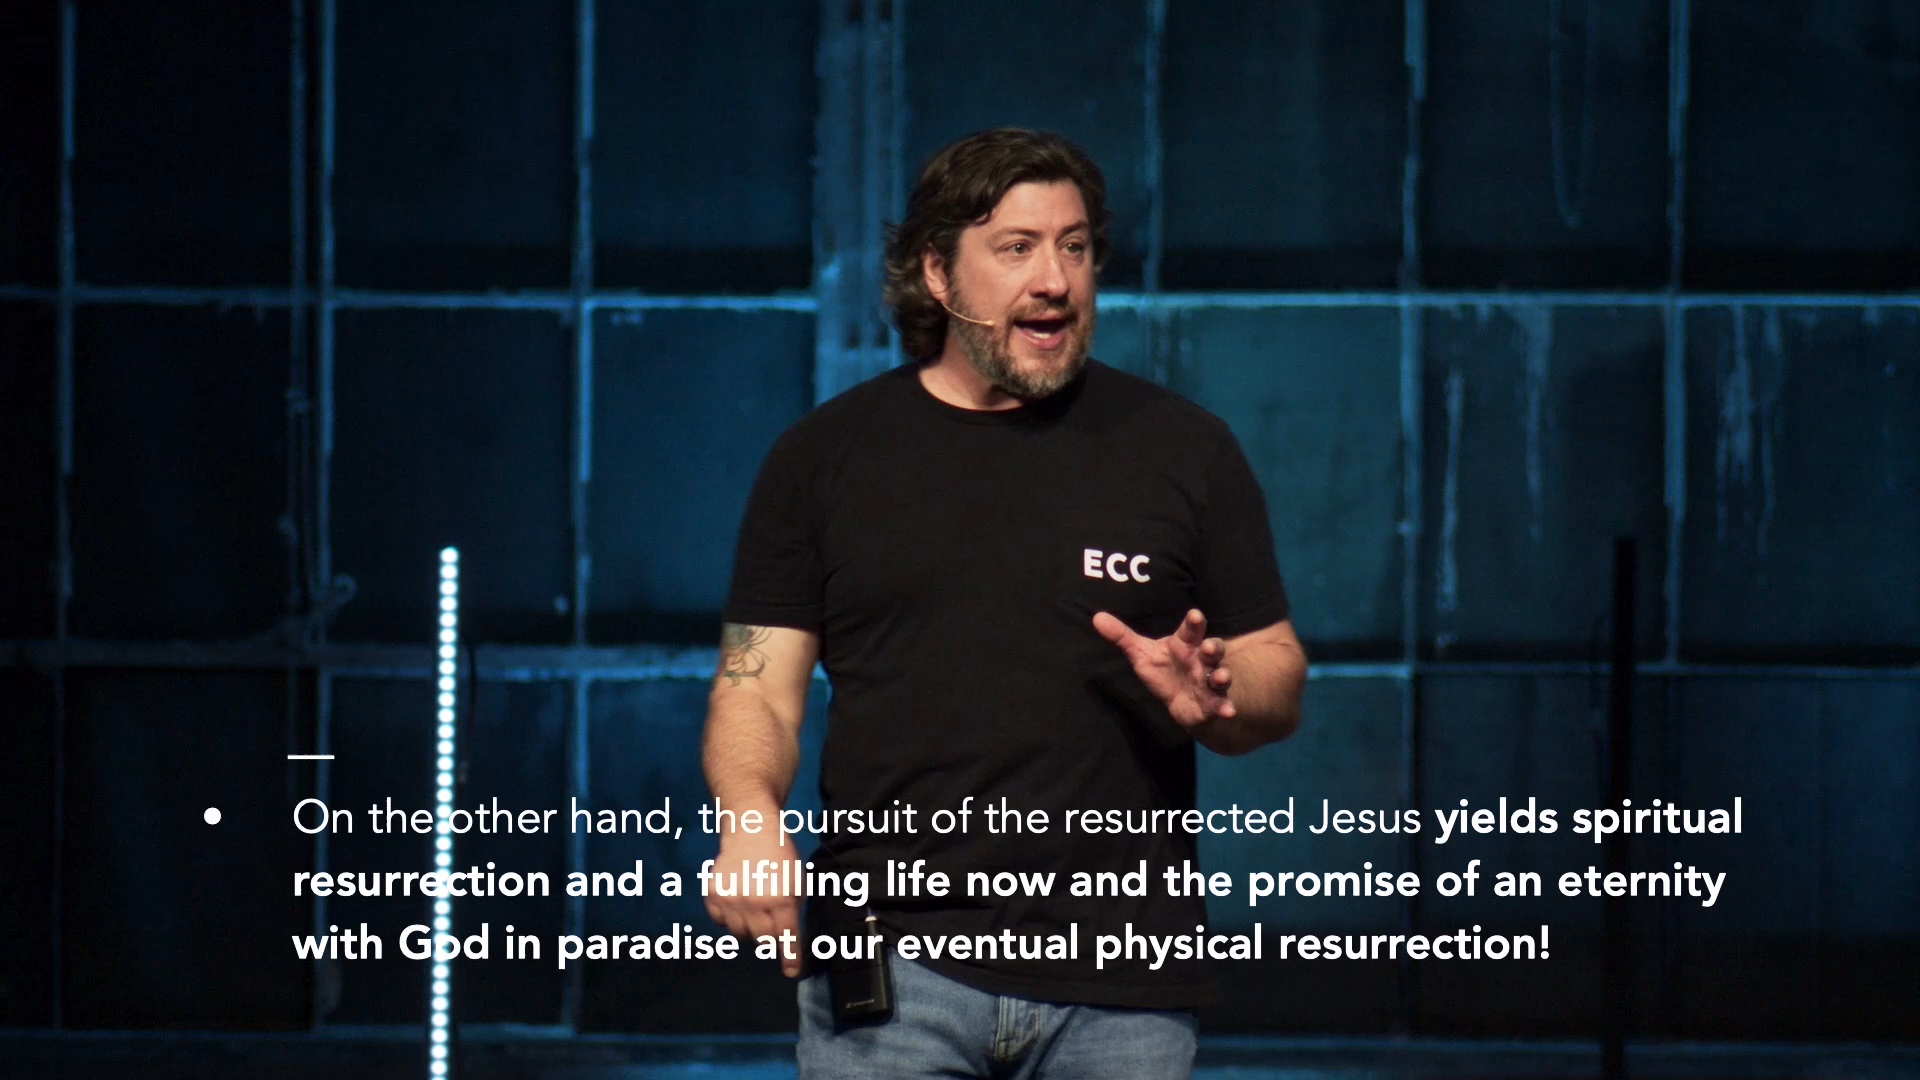 ECC
• On the other hand, the pursuit of the resurrected Jesus yields spiritual
resurrection and a fulfilling life now and the promise of an eternity
with God in paradise at our eventual physical resurrection!